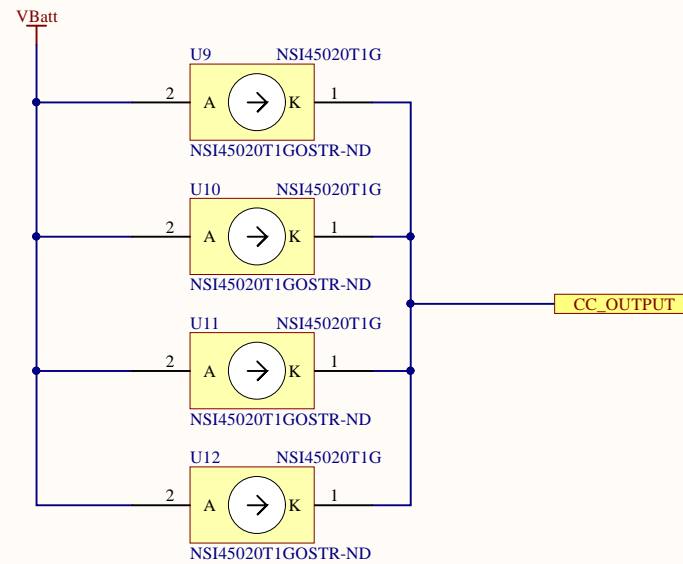 VBatt
U9 NSI45020T1G
2 A K 1
NSI45020T1GOSTR-ND
U10 NSI45020T1G
2 A K 1
NSI45020T1GOSTR-ND
CC_OUTPUT
U11 NSI45020T1G
2 A K 1
NSI45020T1GOSTR-ND
U12 NSI45020T1G
2 A K 1
NSI45020T1GOSTR-ND